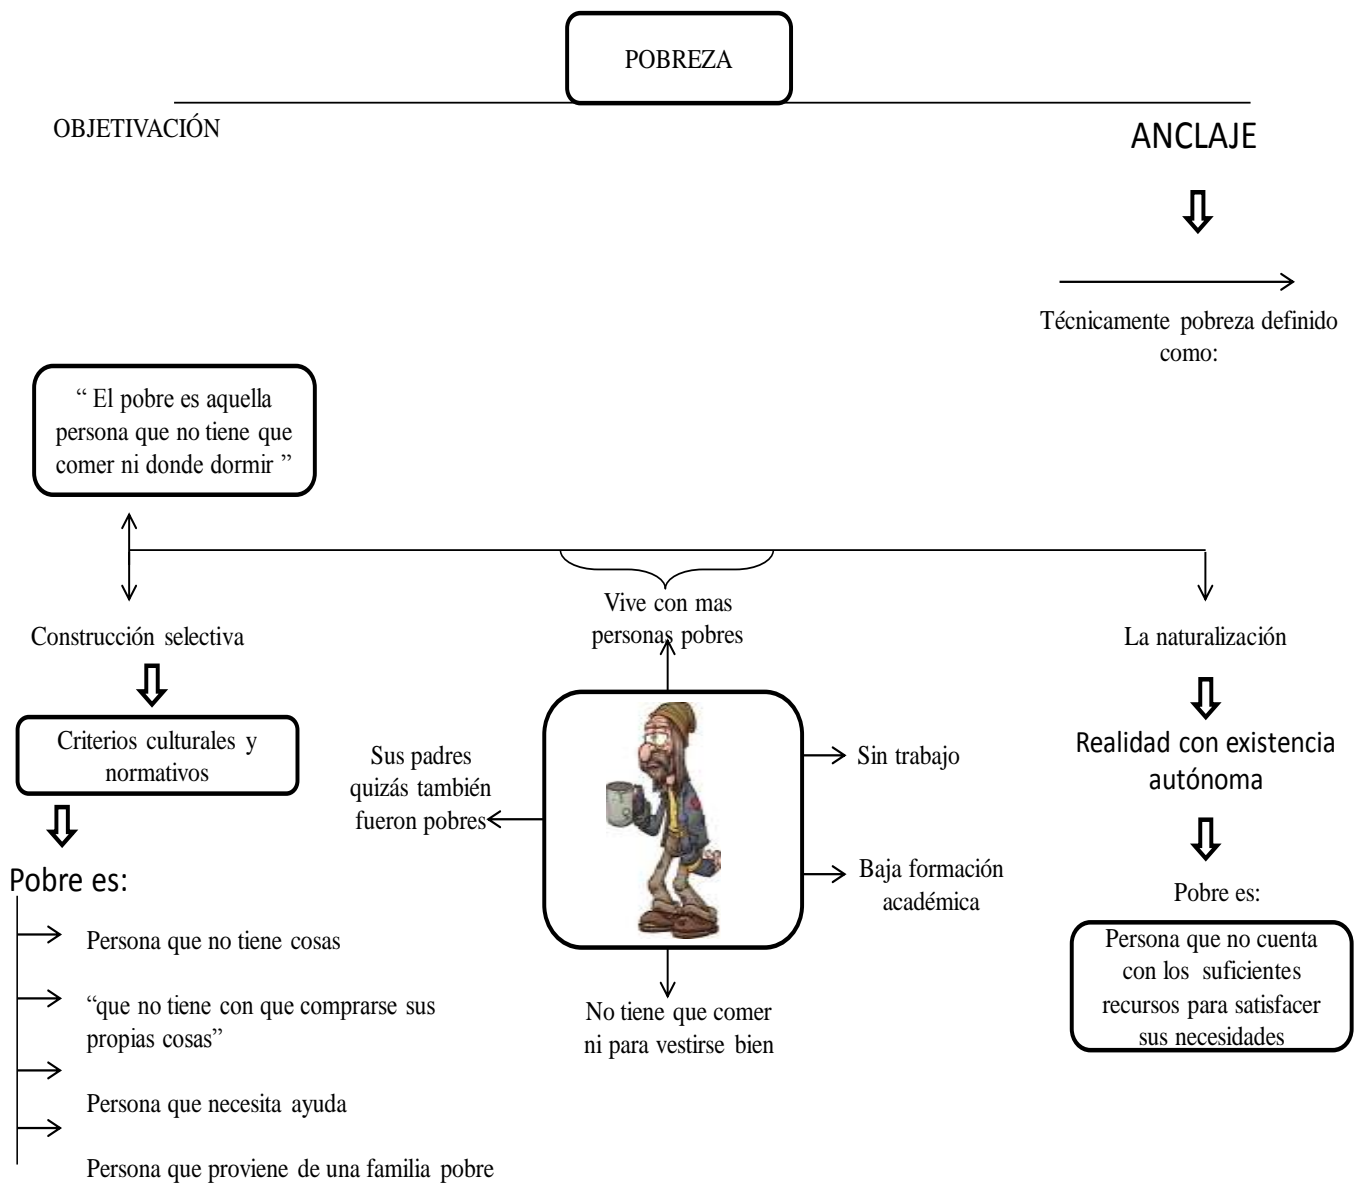 POBREZA
OBJETIVACIÓN
ANCLAJE
Técnicamente pobreza definido
como:
“ El pobre es aquella
persona que no tiene que
comer ni donde dormir ”
Construcción selectiva
Criterios culturales y
normativos
Pobre es:
Persona que no tiene cosas
“que no tiene con que comprarse sus
propias cosas”
Persona que necesita ayuda
Persona que proviene de una familia pobre
Vive con mas
personas pobres
Sus padres
quizás también
fueron pobres
Sin trabajo
Baja formación
académica
No tiene que comer
ni para vestirse bien
La naturalización
Realidad con existencia
autónoma
Pobre es:
Persona que no cuenta
con los suficientes
recursos para satisfacer
sus necesidades